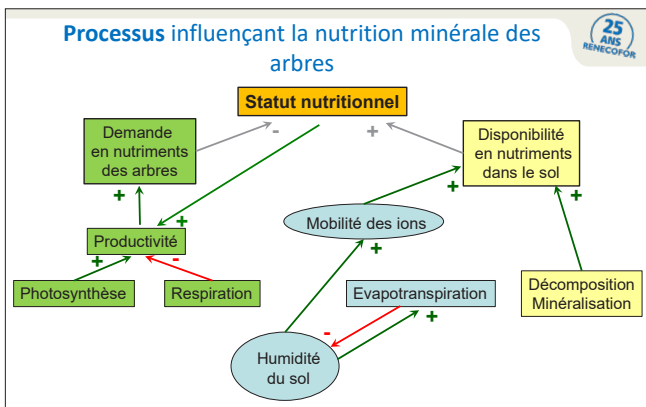 Processus influençant la nutrition minérale des
arbres
25
ANS
RENECOFOR
Statut nutritionnel
-
+
Demande
en nutriments
des arbres
Disponibilité
en nutriments
dans le sol
+
+
+
Mobilité des ions
+
+
Productivité
+
-
Photosynthèse
Respiration
Evapotranspiration
Décomposition
Minéralisation
-
+
Humidité
du sol